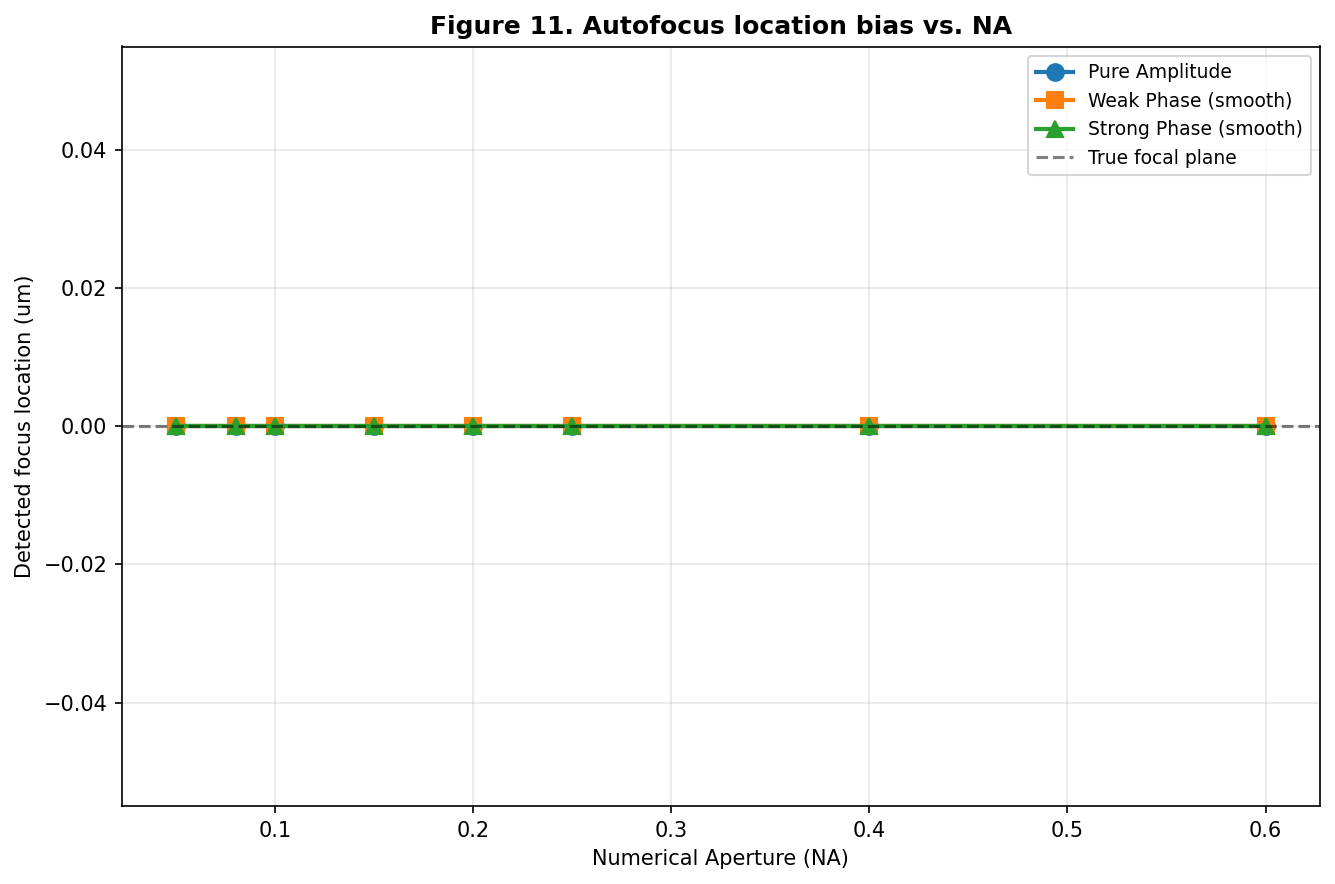 Figure 11. Autofocus location bias vs. NA
Pure Amplitude
Weak Phase (smooth)
Strong Phase (smooth)
True focal plane
Detected focus location (um)
0.04
0.02
0.00
−0.02
−0.04
0.1 0.2 0.3 0.4 0.5 0.6
Numerical Aperture (NA)